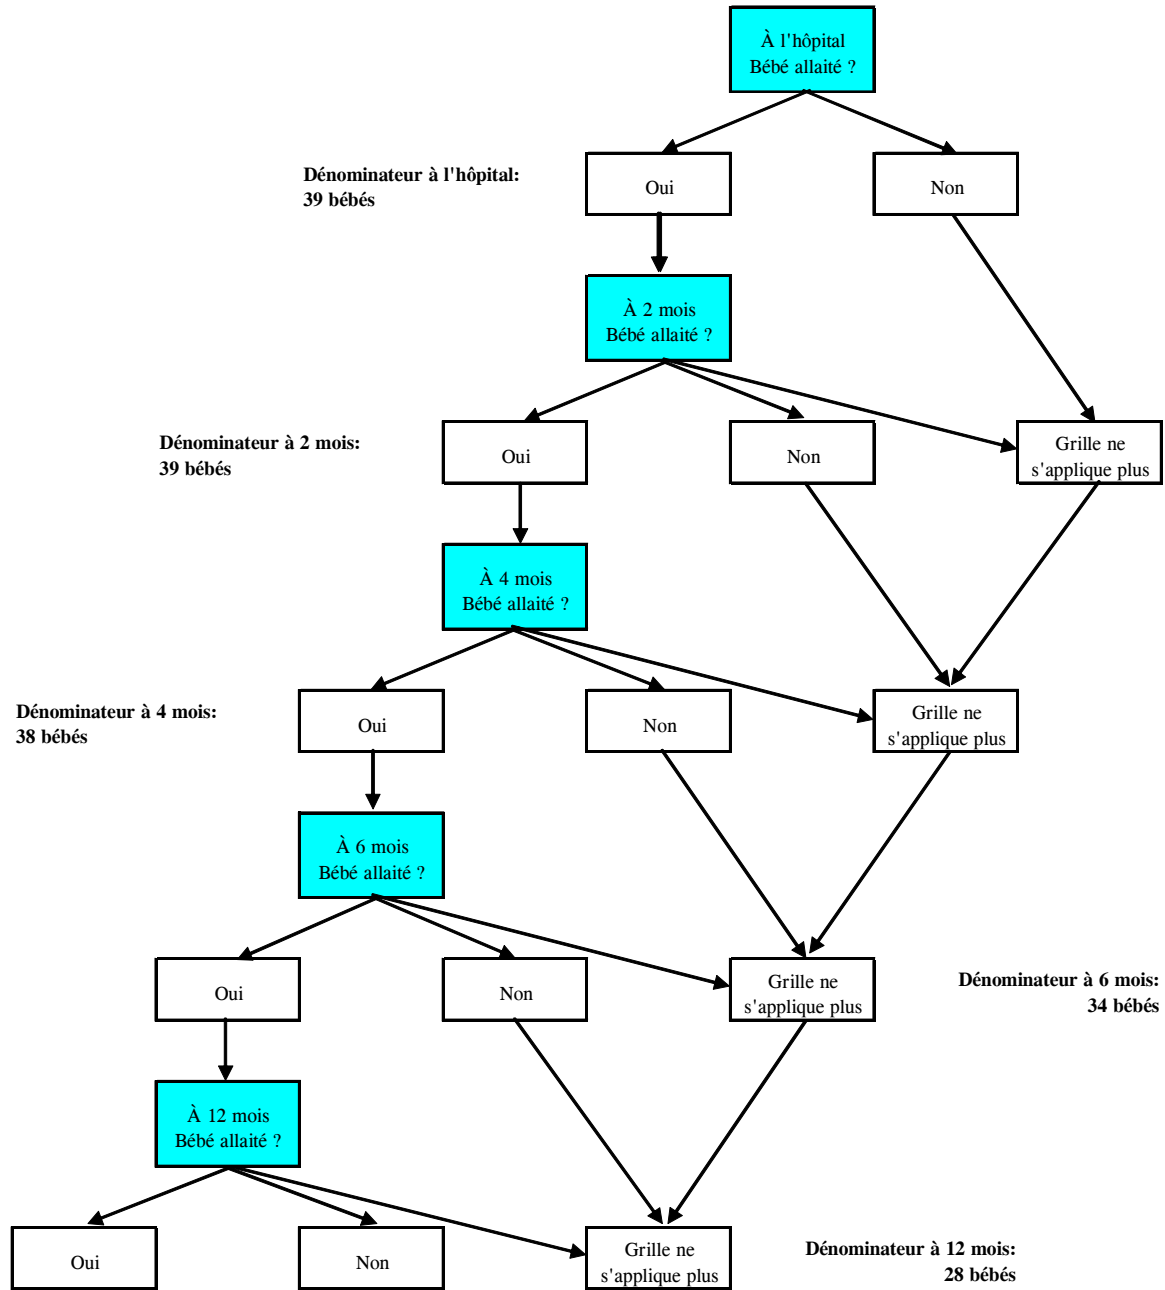 À l'hôpital
Bébé allaité ?
Dénominateur à l'hôpital:
39 bébés
Oui
Non
À 2 mois
Bébé allaité ?
Dénominateur à 2 mois:
39 bébés
Oui
Non
Grille ne
s'applique plus
À 4 mois
Bébé allaité ?
Dénominateur à 4 mois:
38 bébés
Oui
Non
Grille ne
s'applique plus
À 6 mois
Bébé allaité ?
Oui
Non
Grille ne
s'applique plus
Dénominateur à 6 mois:
34 bébés
À 12 mois
Bébé allaité ?
Oui
Non
Grille ne
s'applique plus
Dénominateur à 12 mois:
28 bébés